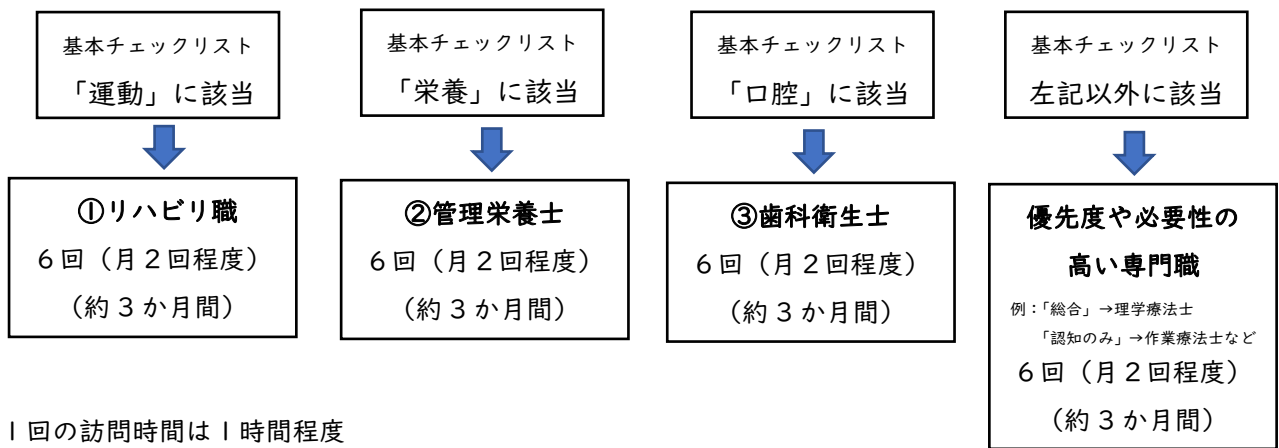 基本チェックリスト
「運動」に該当
基本チェックリスト
「栄養」に該当
基本チェックリスト
「口腔」に該当
基本チェックリスト
左記以外に該当
①リハビリ職
6回（月2回程度）
（約3か月間）
②管理栄養士
6回（月2回程度）
（約3か月間）
③歯科衛生士
6回（月2回程度）
（約3か月間）
優先度や必要性の
高い専門職
例：「総合」→理学療法士
「認知のみ」→作業療法士など
6回（月2回程度）
（約3か月間）
1回の訪問時間は1時間程度